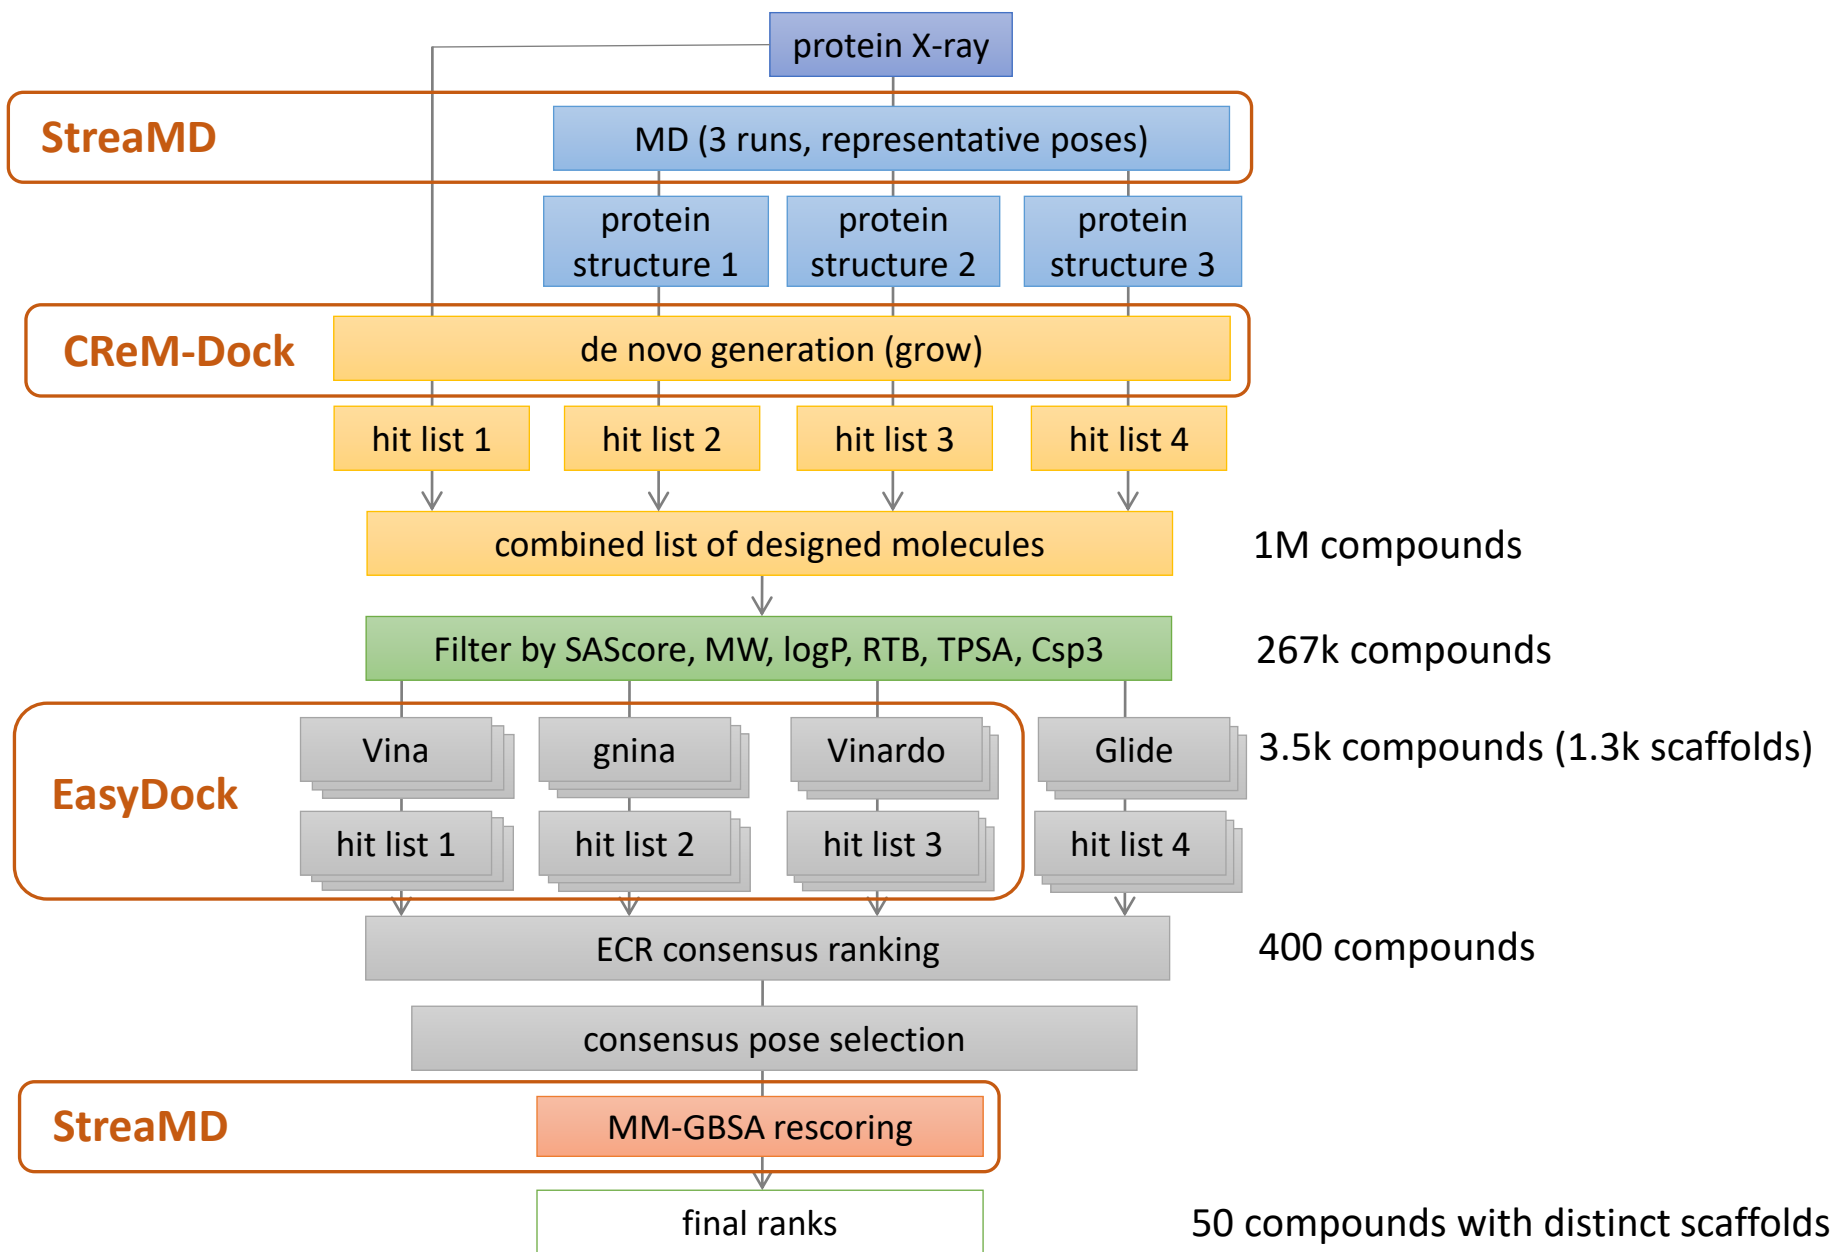 protein X-ray
StreaMD
MD (3 runs, representative poses)
protein
structure 1
protein
structure 2
protein
structure 3
CReM-Dock
de novo generation (grow)
hit list 1
hit list 2
hit list 3
hit list 4
combined list of designed molecules
1M compounds
Filter by SAScore, MW, logP, RTB, TPSA, Csp3
267k compounds
EasyDock
Vina
gnina
Vinardo
Glide
3.5k compounds (1.3k scaffolds)
hit list 1
hit list 2
hit list 3
hit list 4
ECR consensus ranking
400 compounds
consensus pose selection
StreaMD
MM-GBSA rescoring
final ranks
50 compounds with distinct scaffolds